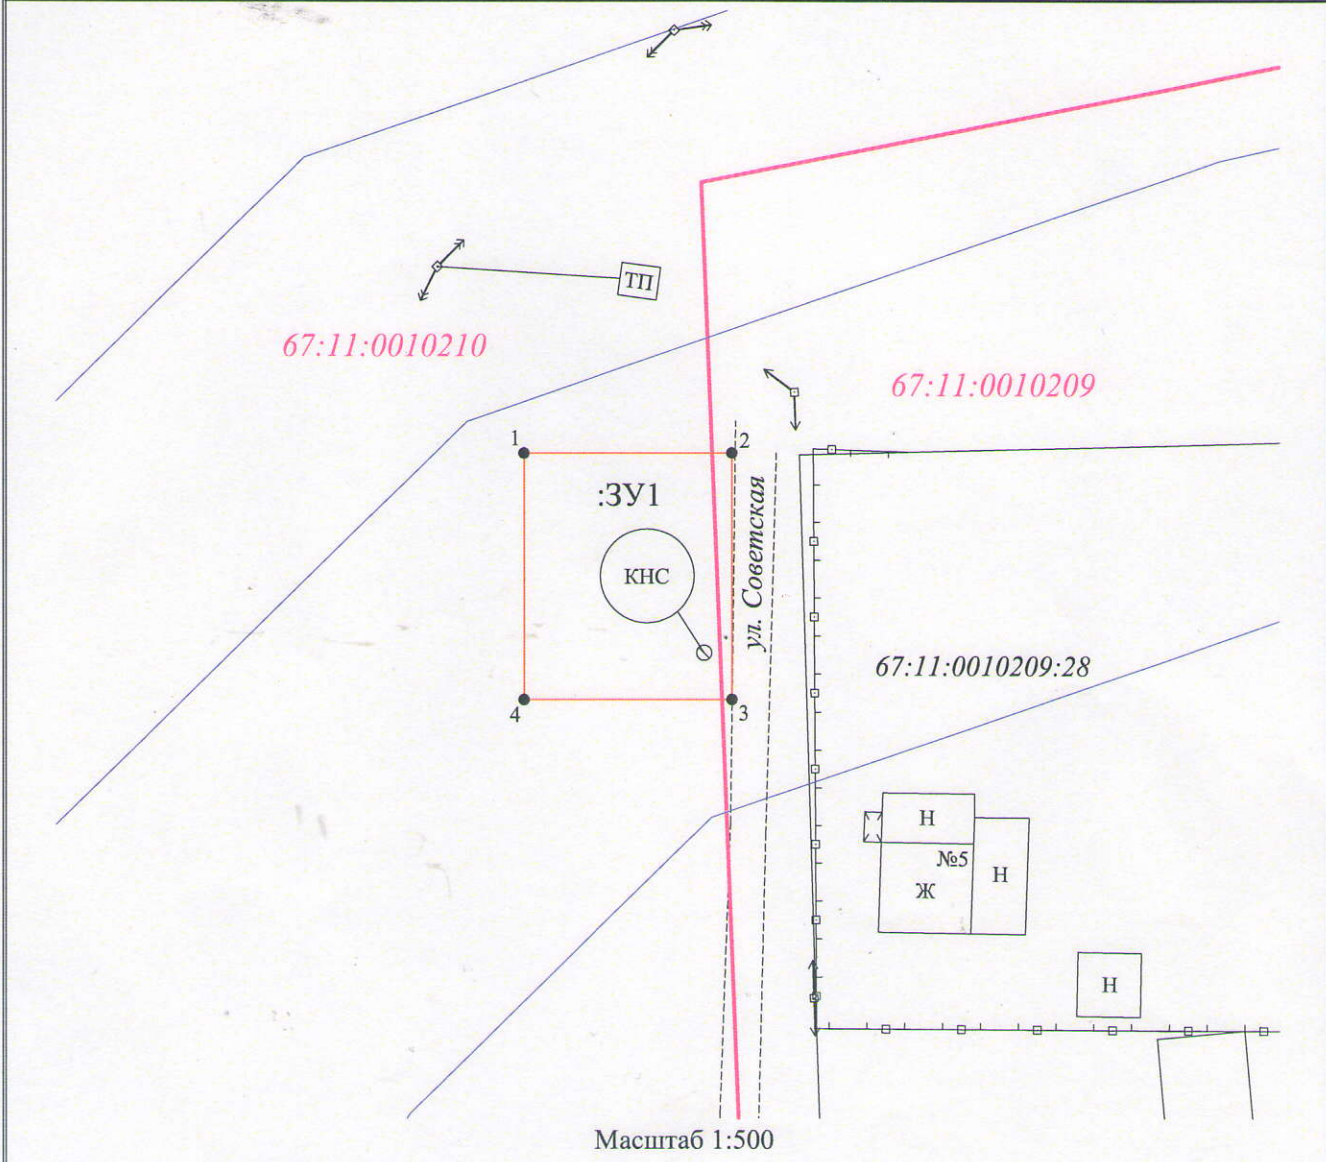 ТП
67:11:0010210
67:11:0010209
1
2
:ЗУ1
КНС
ул. Советская
67:11:0010209:28
4
3
Н
№5
Ж
Н
Н
Масштаб 1:500